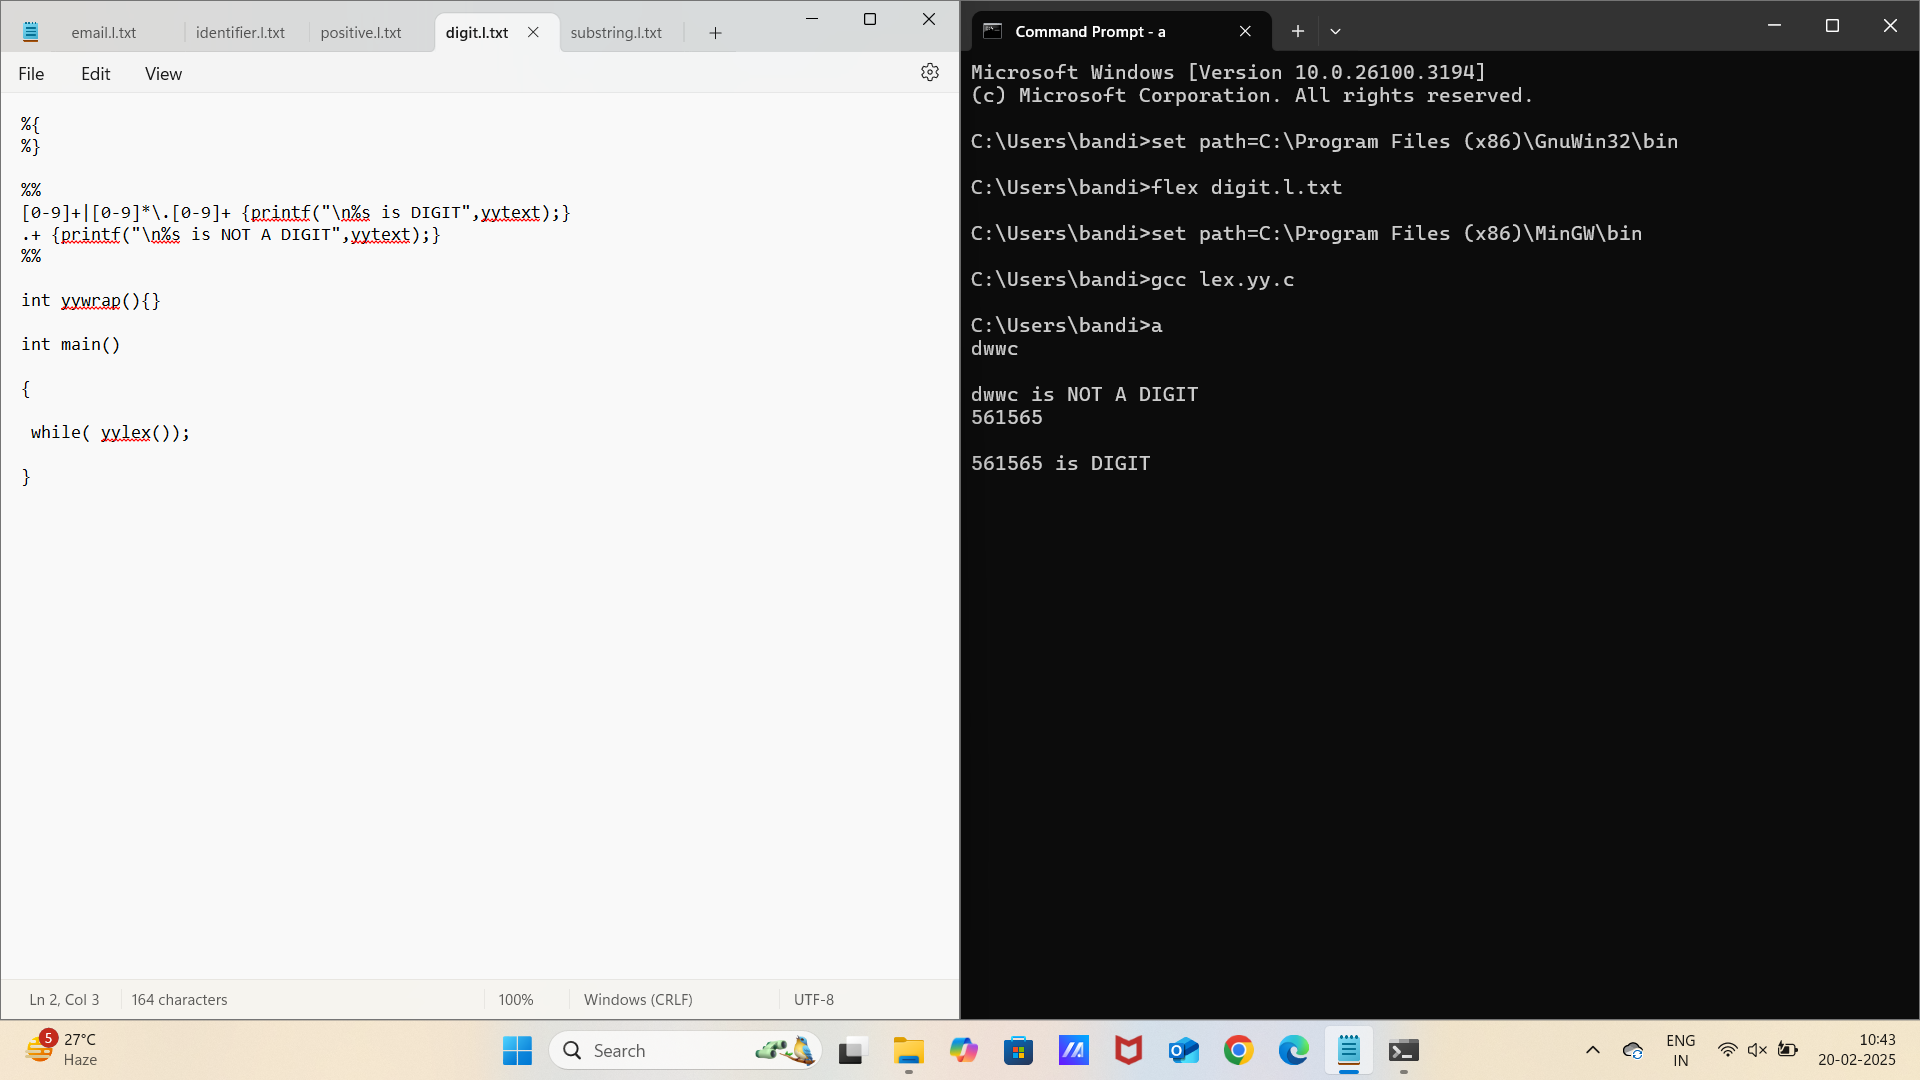 email.l.txt
identifier.l.txt
positive.l.txt
digit.l.txt
substring.l.txt
File
Edit
View
%{
%}
%%
[0-9]+|[0-9]*\.[0-9]+ {printf("\n%s is DIGIT",yytext);}
.+ {printf("\n%s is NOT A DIGIT",yytext);}
%%
int yywrap(){}
int main()
{
while( yylex());
}
Ln 2, Col 3
164 characters
100%
Windows (CRLF)
UTF-8
Command Prompt - a
Microsoft Windows [Version 10.0.26100.3194]
(c) Microsoft Corporation. All rights reserved.
C:\Users\bandi>set path=C:\Program Files (x86)\GnuWin32\bin
C:\Users\bandi>flex digit.l.txt
C:\Users\bandi>set path=C:\Program Files (x86)\MinGW\bin
C:\Users\bandi>gcc lex.yy.c
C:\Users\bandi>a
dwwc
dwwc is NOT A DIGIT
561565
561565 is DIGIT
5
27°C
Haze
Search
ENG
IN
10:43
20-02-2025